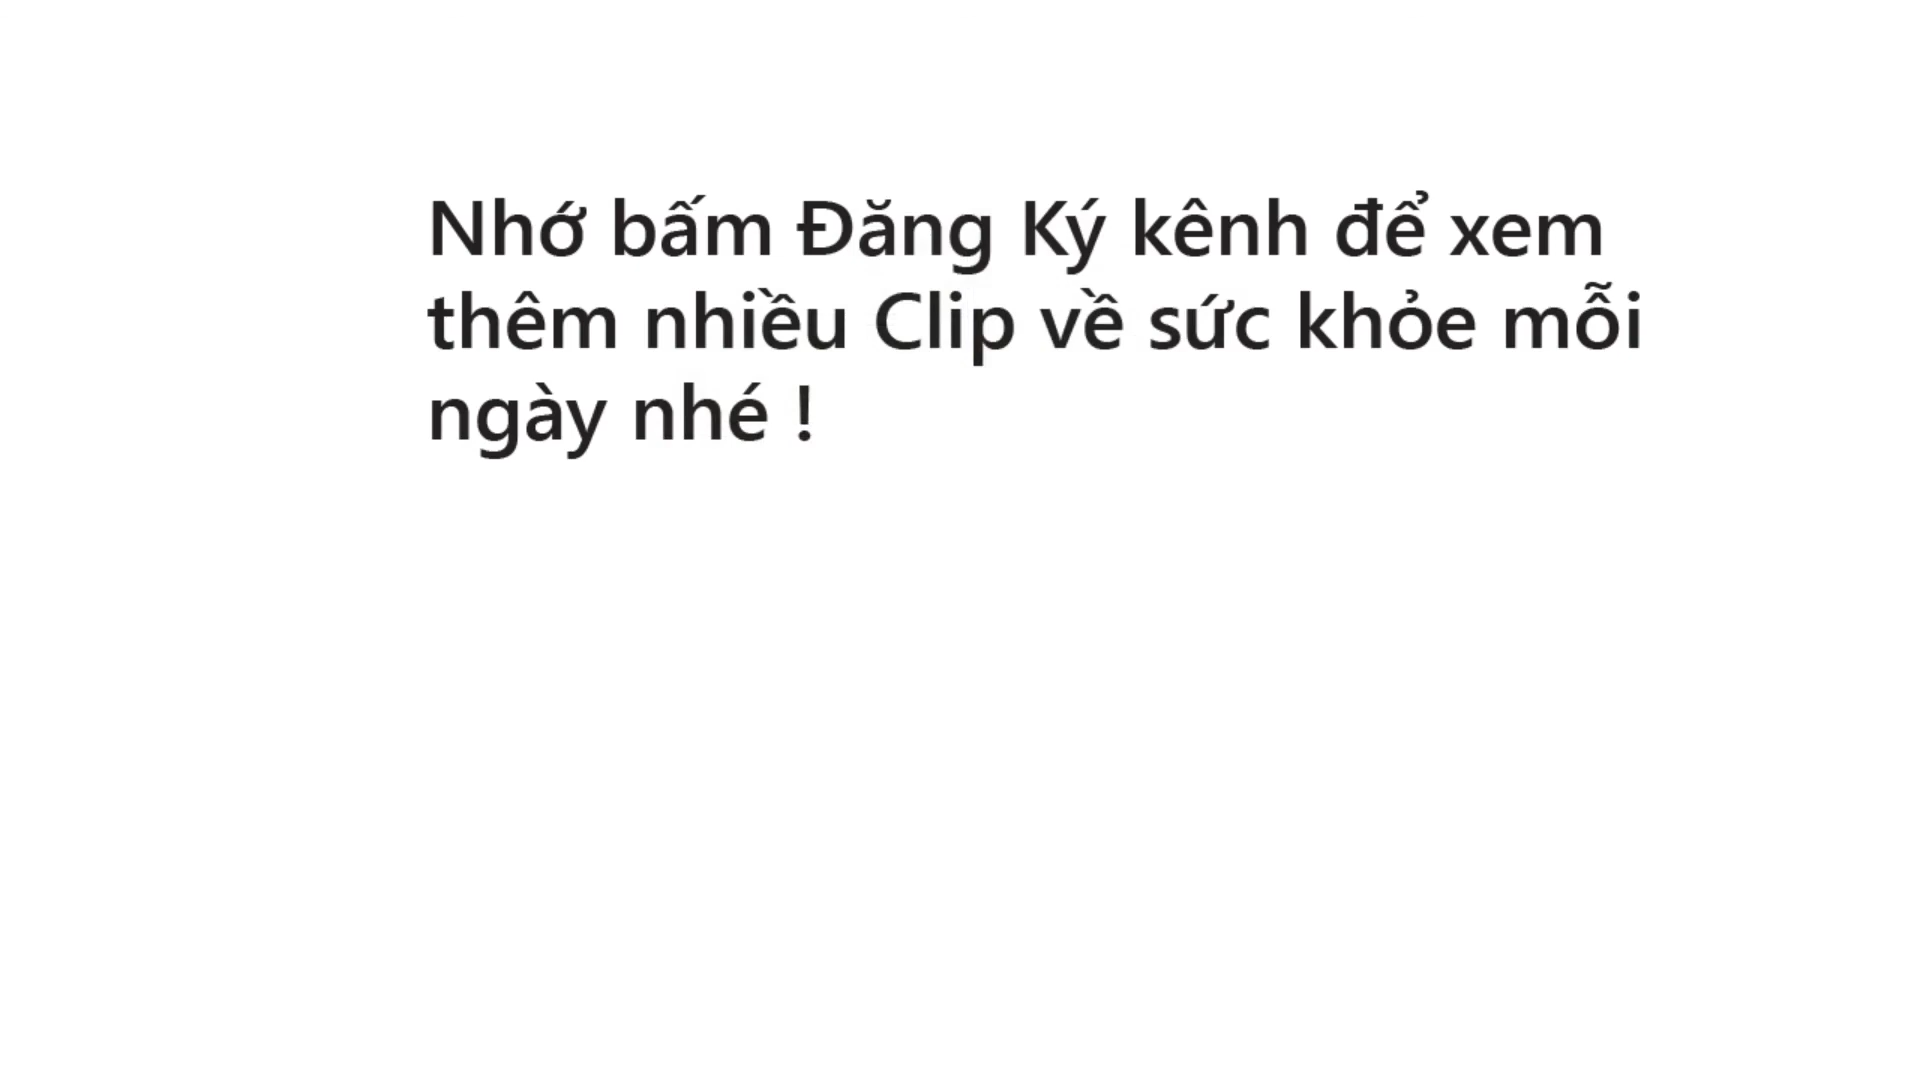 Nhớ bấm Đăng Ký kênh để xem
thêm nhiều Clip về sức khỏe mỗi
ngày nhé !